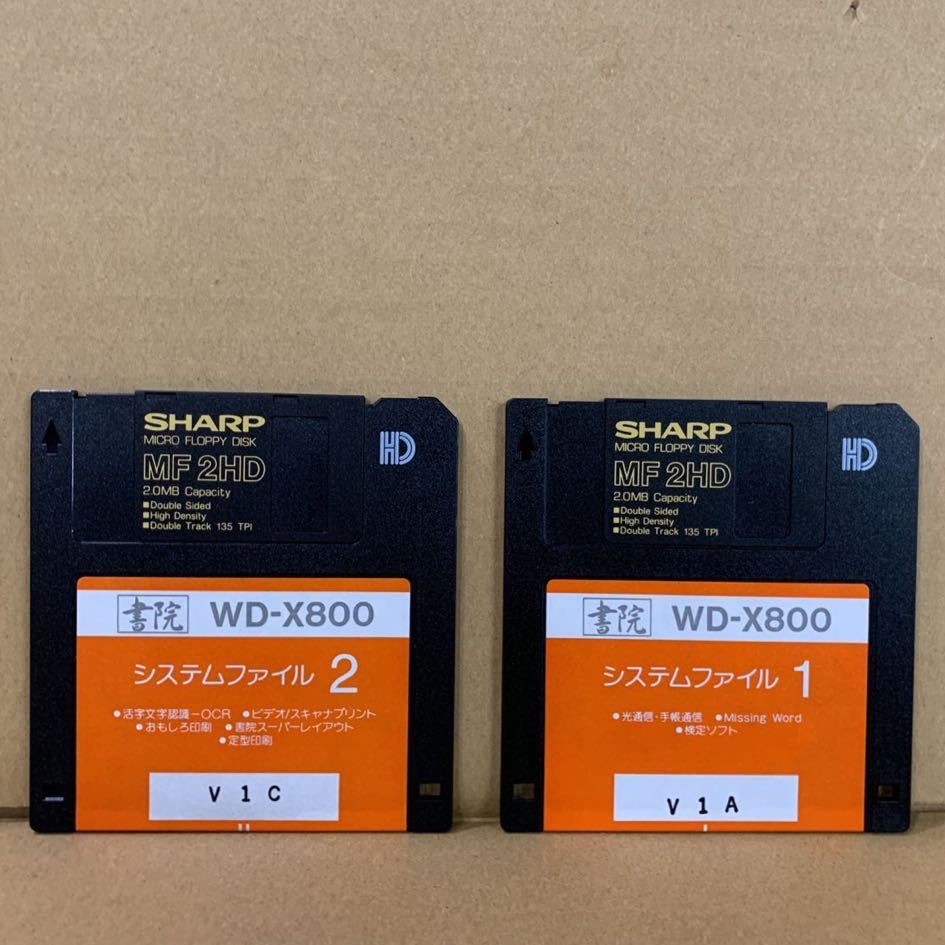 SHARP
MICRO FLOPPY DISK
MF 2HD
2.0MB Capacity
■Double Sided
■High Density
■Double Track 135 TPI
HD
書院 WD-X800
システムファイル 2
●活字文字認識-OCR ●ビデオ/スキャナプリント
●おもしろ印刷 ●書院スーパーレイアウト
●定型印刷
V 1 C
SHARP
MICRO FLOPPY DISK
MF 2HD
2.0MB Capacity
■Double Sided
■High Density
■Double Track 135 TPI
HD
書院 WD-X800
システムファイル 1
●光通信・手帳通信 ●Missing Word
●検定ソフト
V 1 A